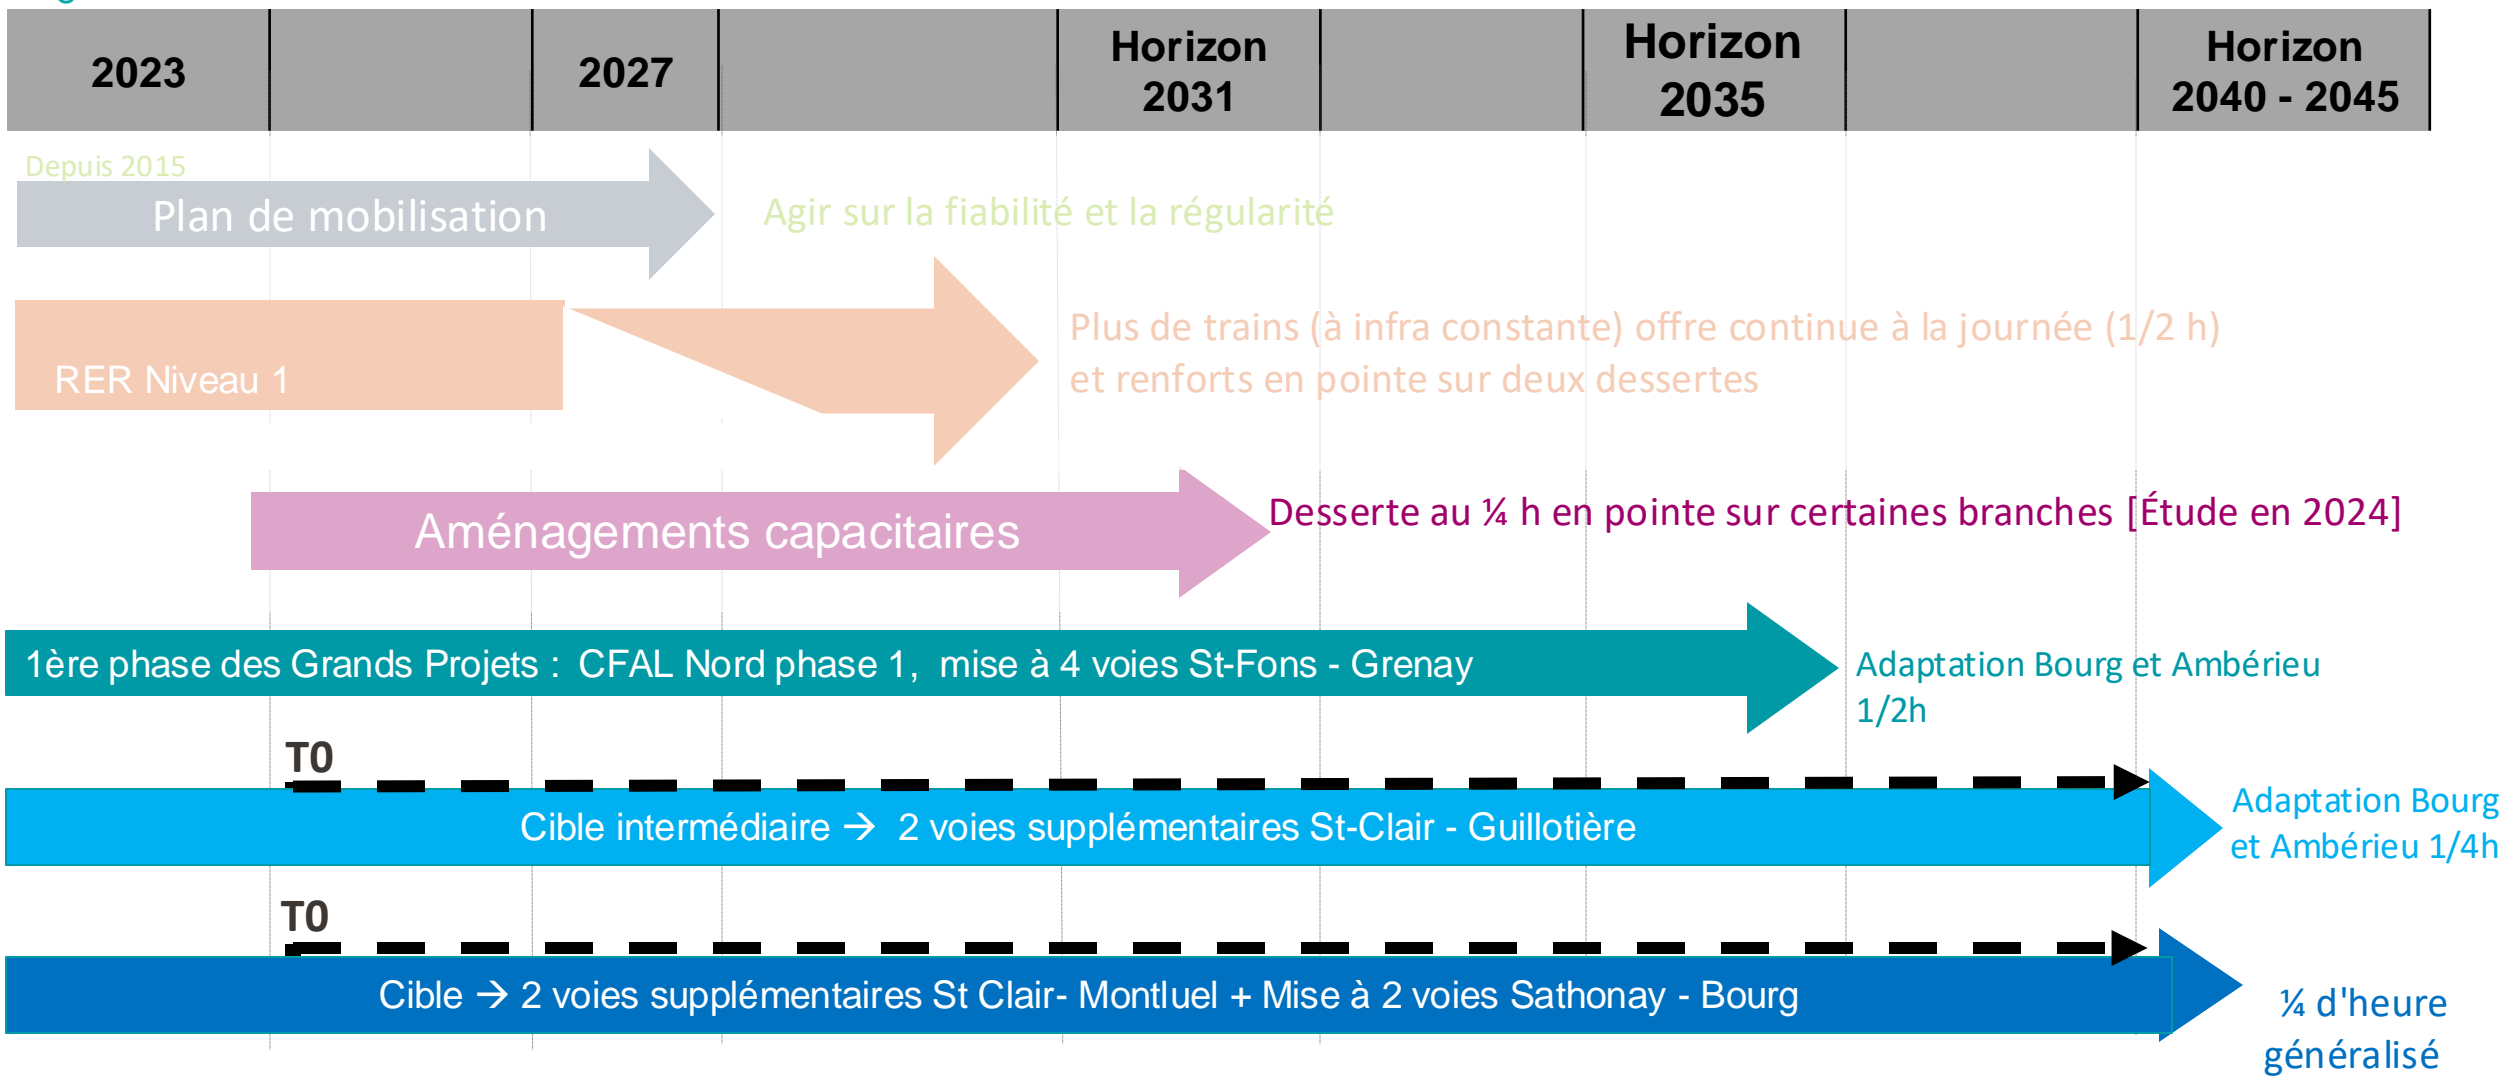 2023
2027
Horizon
2031
Horizon
2035
Horizon
2040 - 2045
Depuis 2015
Plan de mobilisation
Agir sur la fiabilité et la régularité
RER Niveau 1
Plus de trains (à infra constante) offre continue à la journée (1/2 h)
et renforts en pointe sur deux dessertes
Aménagements capacitaires
Desserte au ¼ h en pointe sur certaines branches [Étude en 2024]
1ère phase des Grands Projets : CFAL Nord phase 1, mise à 4 voies St-Fons - Grenay
Adaptation Bourg et Ambérieu
1/2h
T0
Cible intermédiaire → 2 voies supplémentaires St-Clair - Guillotière
Adaptation Bourg
et Ambérieu 1/4h
T0
Cible → 2 voies supplémentaires St Clair- Montluel + Mise à 2 voies Sathonay - Bourg
¼ d'heure
généralisé